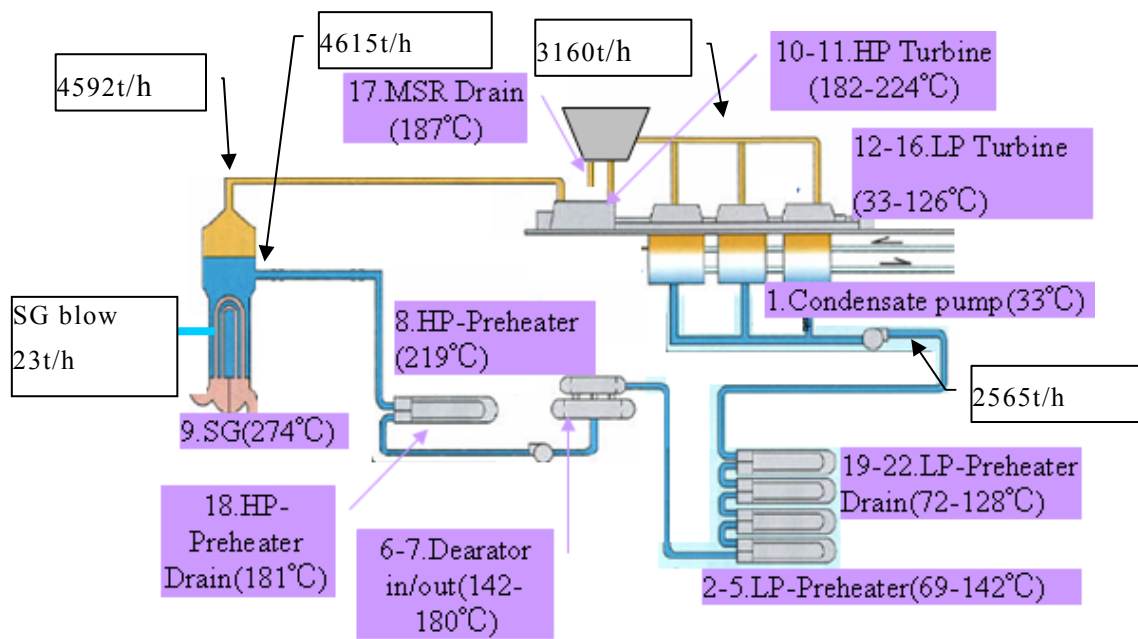 4592t/h
4615t/h
3160t/h
17.MSR Drain
(187℃)
10-11.HP Turbine
(182-224℃)
12-16.LP Turbine
(33-126℃)
SG blow
23t/h
8.HP-Preheater
(219℃)
1.Condensate pump(33℃)
2565t/h
9.SG(274℃)
18.HP-
Preheater
Drain(181℃)
6-7.Dearator
in/out(142-
180℃)
19-22.LP-Preheater
Drain(72-128℃)
2-5.LP-Preheater(69-142℃)